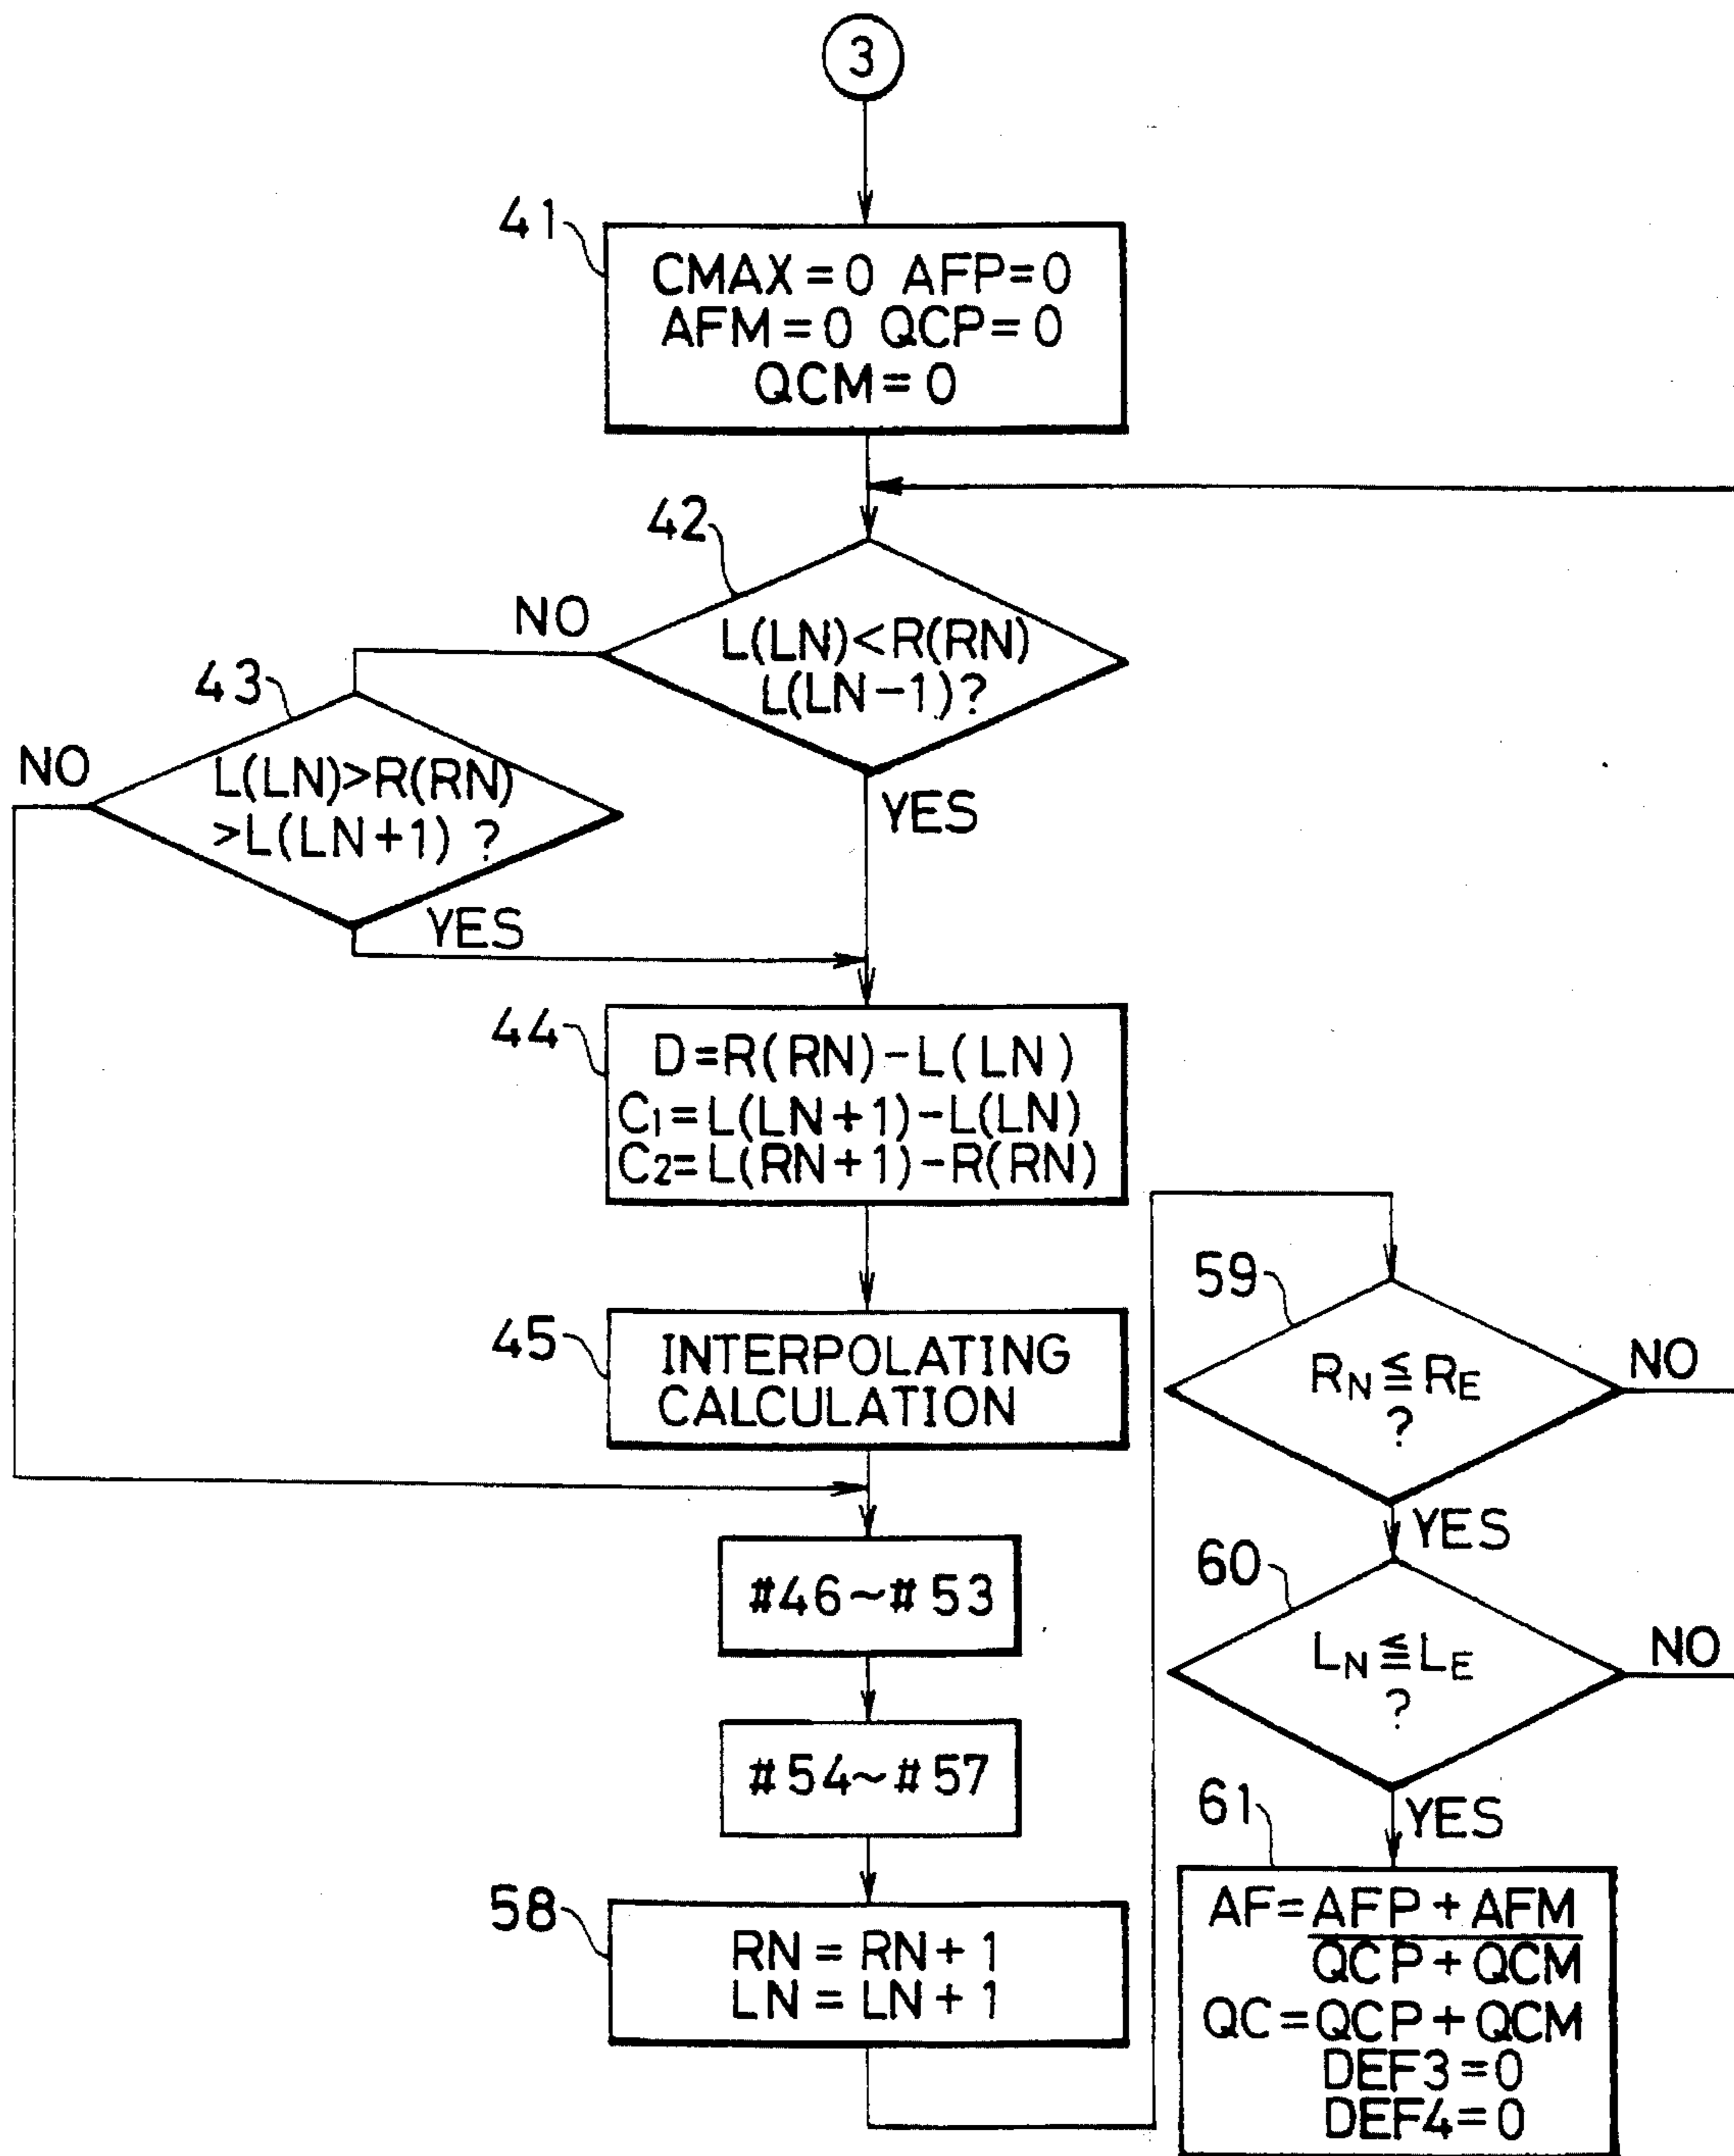 3
41
CMAX=0 AFP=0
AFM=0 QCP=0
QCM=0
42
NO
L(LN)<R(RN)
L(LN-1)?
YES
43
NO
L(LN)>R(RN)
>L(LN+1) ?
YES
44
D=R(RN)-L(LN)
C1=L(LN+1)-L(LN)
C2=L(RN+1)-R(RN)
45
INTERPOLATING
CALCULATION
#46~#53
#54~#57
58
RN=RN+1
LN=LN+1
59
RN≦RE
?
NO
YES
60
LN≦LE
?
NO
YES
61
AF=AFP+AFM
QCP+QCM
QC=QCP+QCM
DEF3=0
DEF4=0